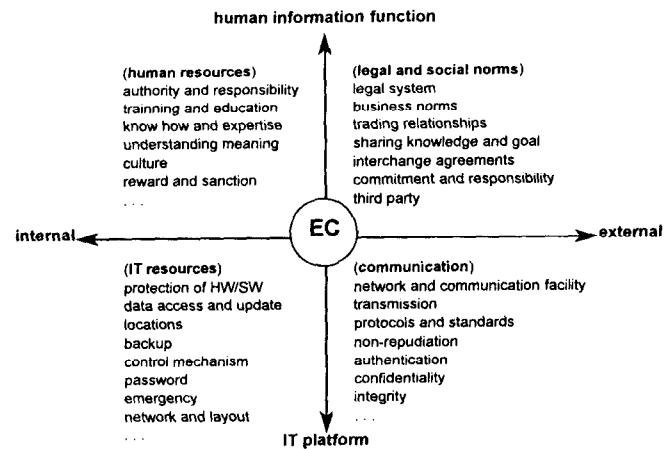 human information function
(human resources)
authority and responsibility
trainning and education
know how and expertise
understanding meaning
culture
reward and sanction
. . .
(legal and social norms)
legal system
business norms
trading relationships
sharing knowledge and goal
interchange agreements
commitment and responsibility
third party
internal
EC
external
(IT resources)
protection of HW/SW
data access and update
locations
backup
control mechanism
password
emergency
network and layout
. . .
(communication)
network and communication facility
transmission
protocols and standards
non-repudiation
authentication
confidentiality
integrity
. . .
IT platform